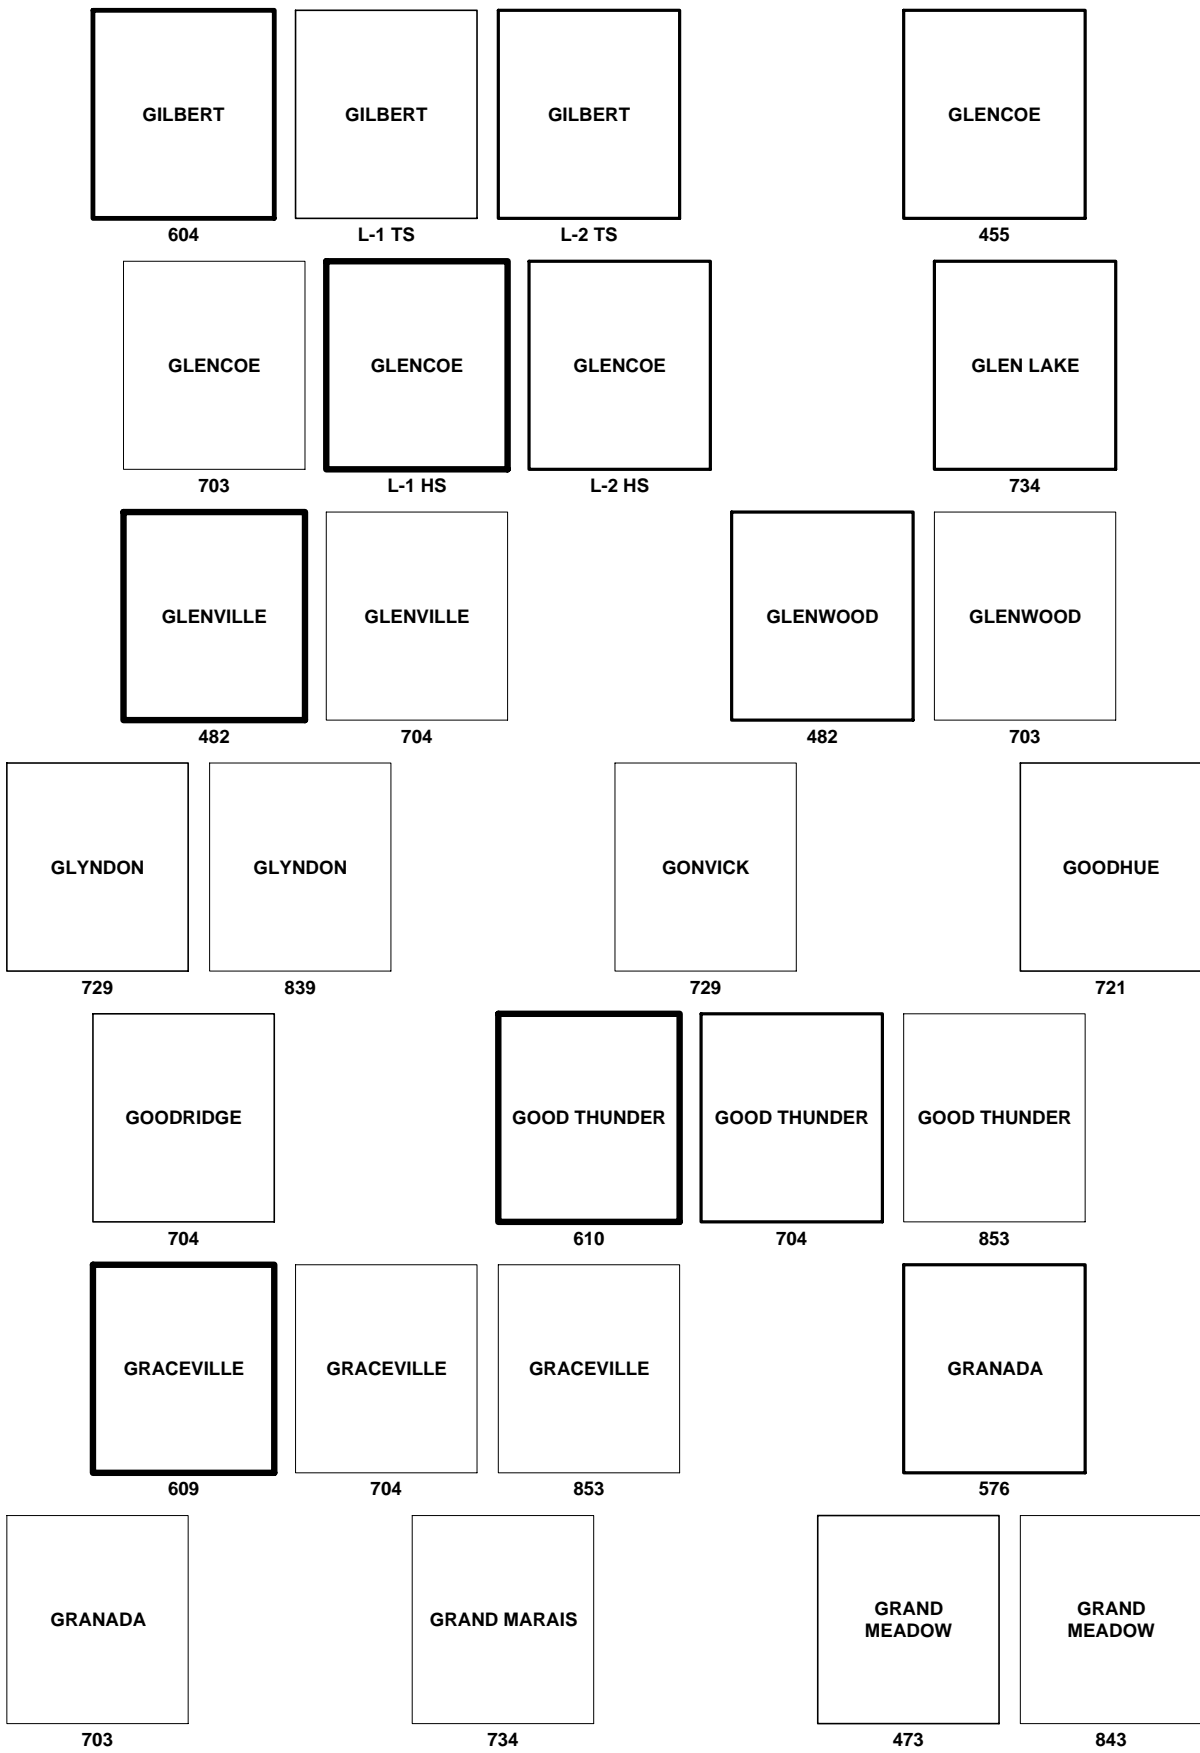 GILBERT GILBERT GILBERT GLENCOE
604 L-1 TS L-2 TS 455
GLENCOE GLENCOE GLENCOE GLEN LAKE
703 L-1 HS L-2 HS 734
GLENVILLE GLENVILLE GLENWOOD GLENWOOD
482 704 482 703
GLYNDON GLYNDON GONVICK GOODHUE
729 839 729 721
GOODRIDGE GOOD THUNDER GOOD THUNDER GOOD THUNDER
704 610 704 853
GRACEVILLE GRACEVILLE GRACEVILLE GRANADA
609 704 853 576
GRANADA GRAND MARAIS GRAND MEADOW GRAND MEADOW
703 734 473 843